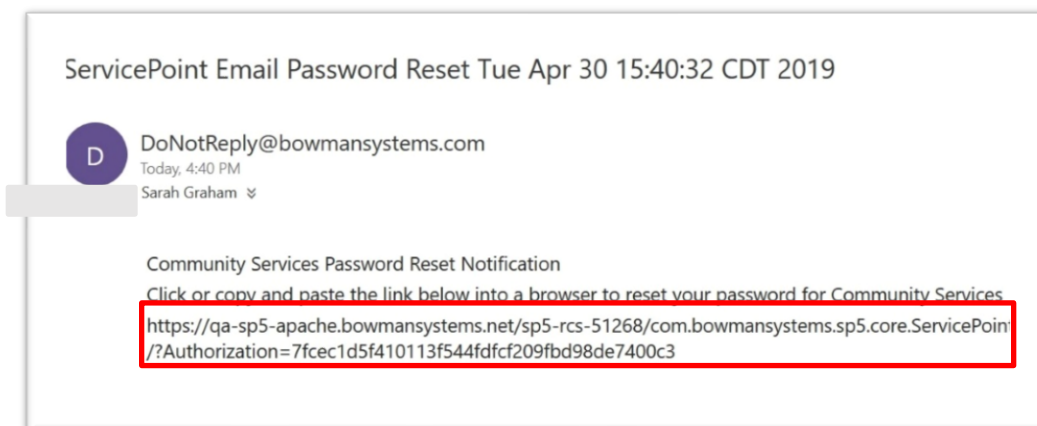 ServicePoint Email Password Reset Tue Apr 30 15:40:32 CDT 2019
D
DoNotReply@bowmansystems.com
Today, 4:40 PM
Sarah Graham
Community Services Password Reset Notification
Click or copy and paste the link below into a browser to reset your password for Community Services
https://qa-sp5-apache.bowmansystems.net/sp5-rcs-51268/com.bowmansystems.sp5.core.ServicePoint
/?Authorization=7fcec1d5f410113f544fdfcf209fbd98de7400c3